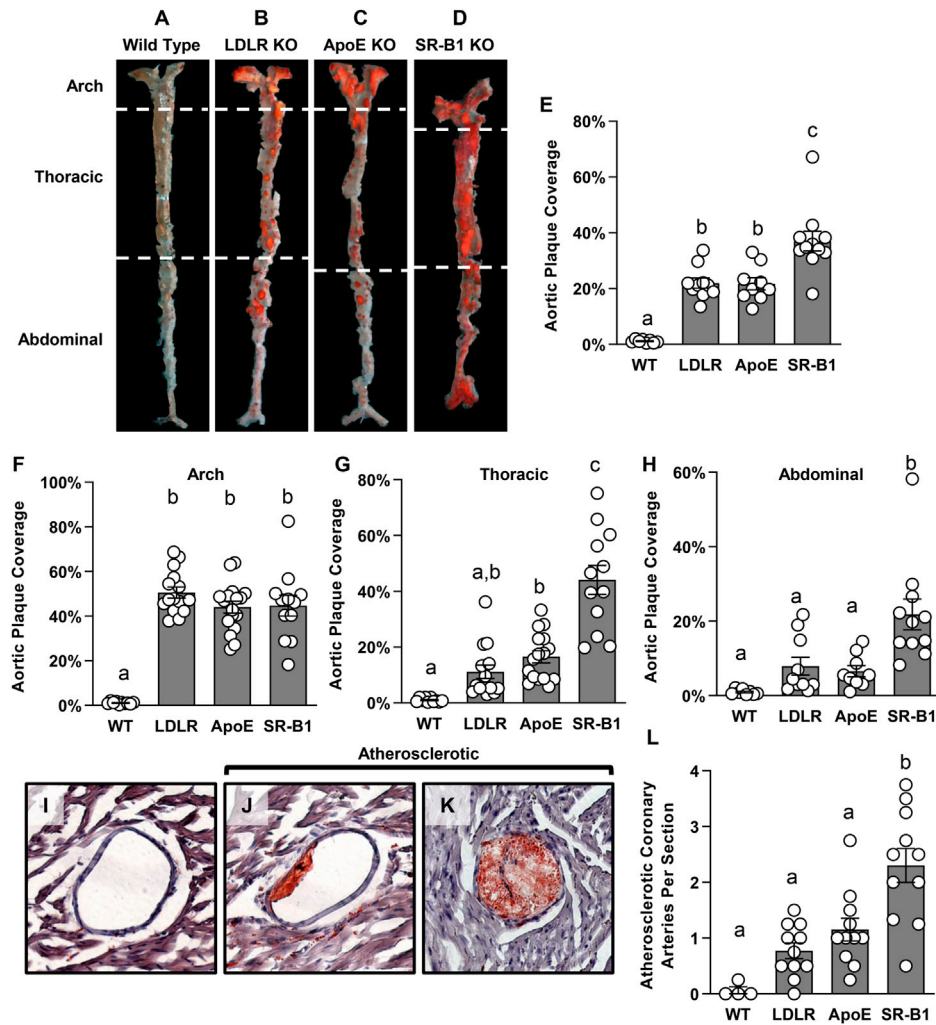 A B C D
Wild Type LDLR KO ApoE KO SR-B1 KO
Arch
Thoracic
Abdominal
E
Aortic Plaque Coverage
80%
60%
40%
20%
0%
a b b c
WT LDLR ApoE SR-B1
F
Arch
Aortic Plaque Coverage
100%
80%
60%
40%
20%
0%
a b b b
WT LDLR ApoE SR-B1
G
Thoracic
Aortic Plaque Coverage
80%
60%
40%
20%
0%
a a,b b c
WT LDLR ApoE SR-B1
H
Abdominal
Aortic Plaque Coverage
60%
40%
20%
0%
a a a b
WT LDLR ApoE SR-B1
Atherosclerotic
I J K
L
Atherosclerotic Coronary
Arteries Per Section
4
3
2
1
0
a a a b
WT LDLR ApoE SR-B1